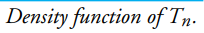 Density function of Tₙ.